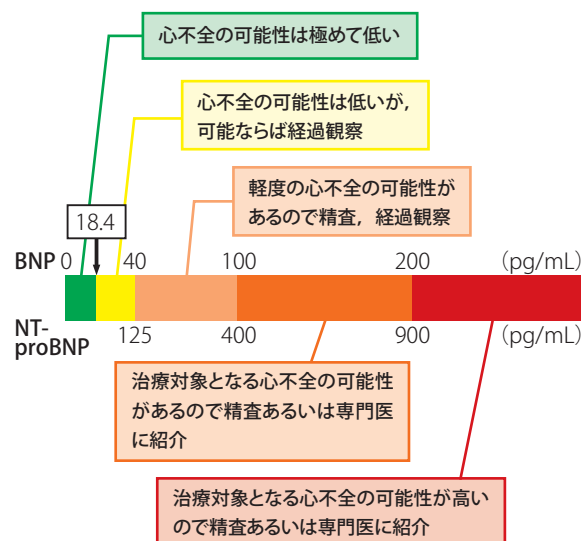 心不全の可能性は極めて低い
心不全の可能性は低いが，
可能ならば経過観察
軽度の心不全の可能性が
あるので精査，経過観察
18.4
BNP 0 40 100 200 (pg/mL)
NT-
proBNP 125 400 900 (pg/mL)
治療対象となる心不全の可能性
があるので精査あるいは専門医
に紹介
治療対象となる心不全の可能性が高い
ので精査あるいは専門医に紹介